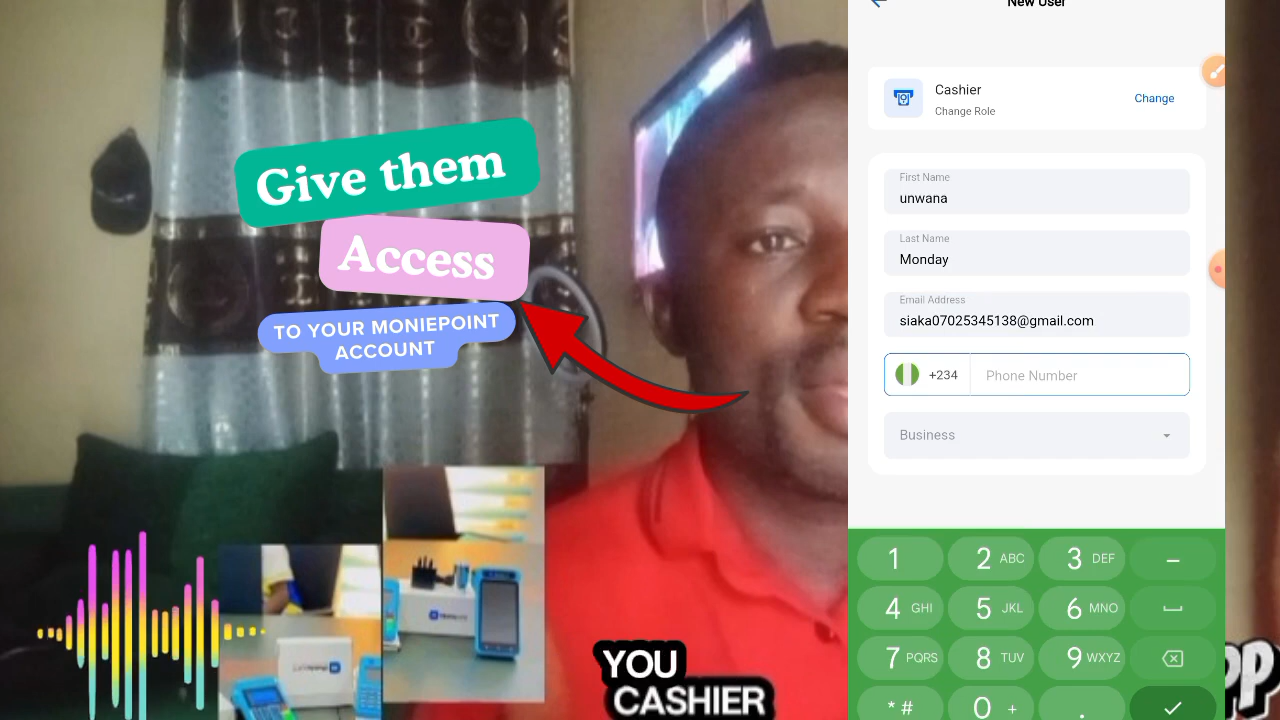 Give them
Access
TO YOUR MONIEPOINT
ACCOUNT
YOU
CASHIER
New User
Cashier
Change Role
Change
First Name
unwana
Last Name
Monday
Email Address
siaka07025345138@gmail.com
+234
Phone Number
Business
1
2 ABC
3 DEF
–
4 GHI
5 JKL
6 MNO
7 PQRS
8 TUV
9 WXYZ
* #
0 +
.